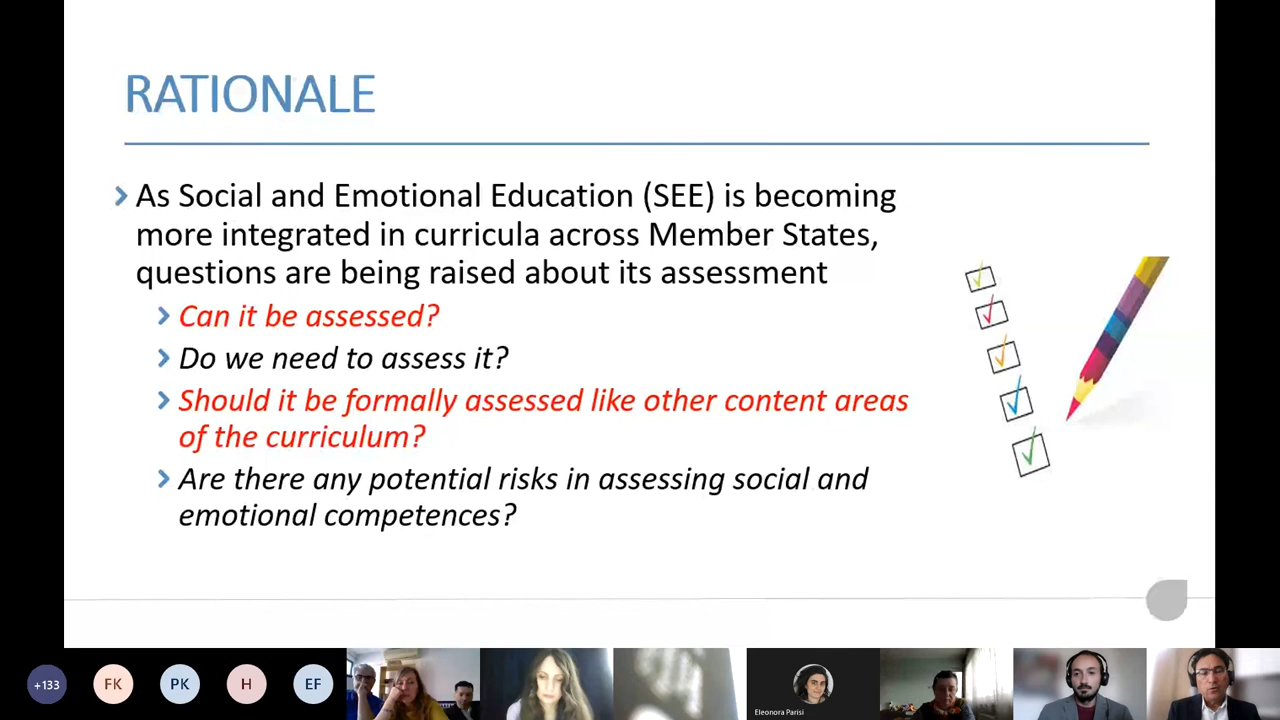 RATIONALE
As Social and Emotional Education (SEE) is becoming
more integrated in curricula across Member States,
questions are being raised about its assessment
Can it be assessed?
Do we need to assess it?
Should it be formally assessed like other content areas
of the curriculum?
Are there any potential risks in assessing social and
emotional competences?
+133
FK
PK
H
EF
Eleonora Parisi